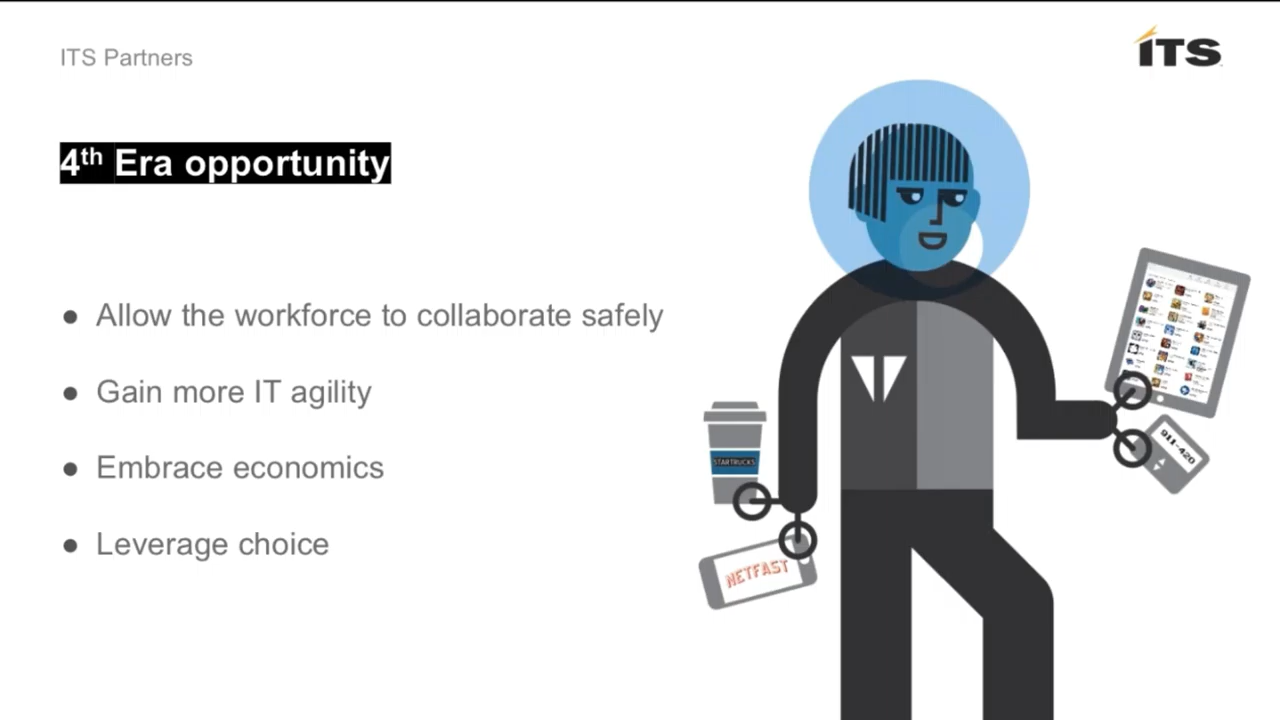 ITS Partners
ITS
4th Era opportunity
● Allow the workforce to collaborate safely
● Gain more IT agility
● Embrace economics
● Leverage choice
STARTRUCKS
NETFAST
911-420